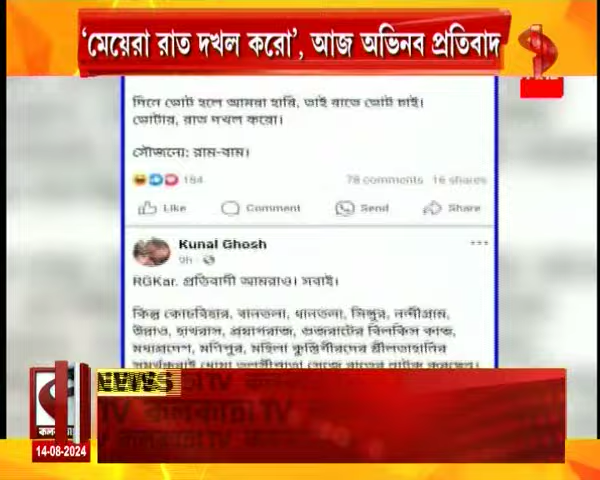 ‘মেয়েরা রাত দখল করো’, আজ অভিনব প্রতিবাদ
দিনে ভোট হলে আমরা হারি, তাই রাতে ভোট চাই।
ভোটার, রাত দখল করো।
সৌজন্যে: রাম-বাম।
184 78 comments 16 shares
Like Comment Send Share
Kunal Ghosh
9h
RGKar. প্রতিবাদী আমরাও। সবাই।
কিন্তু কোচবিহার, বানতলা, ধানতলা, সিঙ্গুর, নন্দীগ্রাম,
উন্নাও, হাথরাস, প্রয়াগরাজ, গুজরাটের বিলকিস কান্ড,
মধ্যপ্রদেশ, মণিপুর, মহিলা কুস্তিগীরদের শ্লীলতাহানির
NEWS
কলকাতা TV
14-08-2024